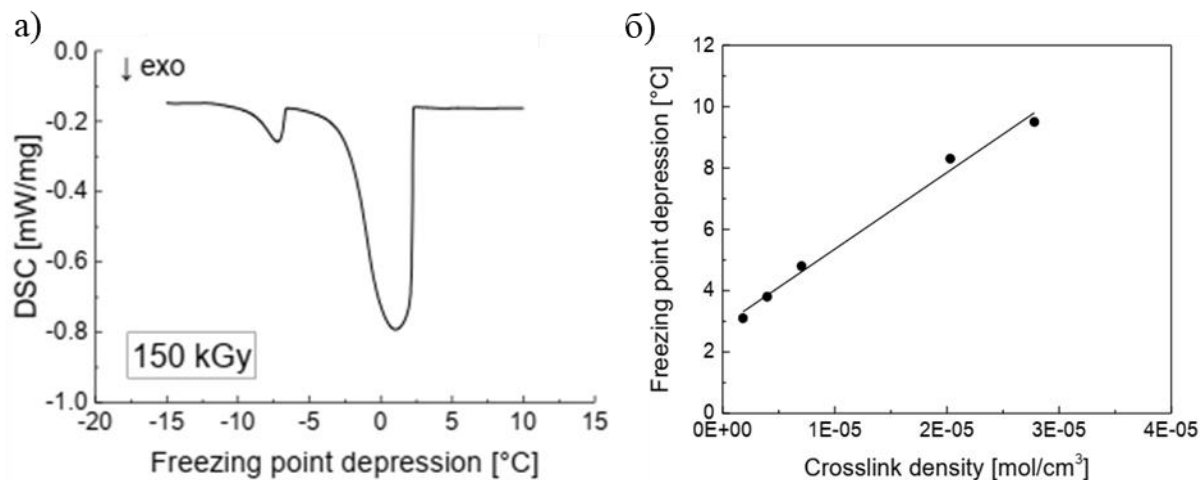 а)
0.0
↓ exo
-0.2
-0.4
-0.6
-0.8
-1.0
DSC [mW/mg]
150 kGy
-20 -15 -10 -5 0 5 10 15
Freezing point depression [°C]
б)
12
10
8
6
4
2
0
Freezing point depression [°C]
0E+00 1E-05 2E-05 3E-05 4E-05
Crosslink density [mol/cm³]